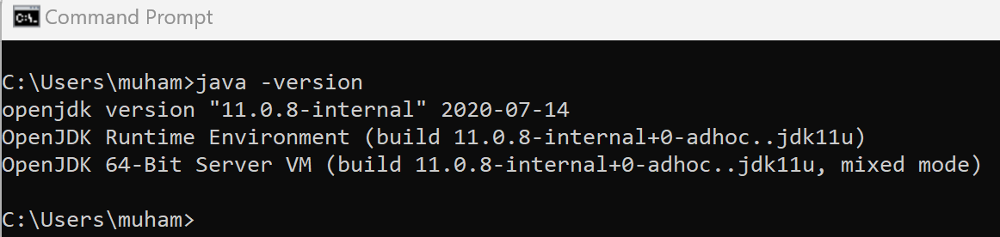 Command Prompt
C:\Users\muham>java -version
openjdk version "11.0.8-internal" 2020-07-14
OpenJDK Runtime Environment (build 11.0.8-internal+0-adhoc..jdk11u)
OpenJDK 64-Bit Server VM (build 11.0.8-internal+0-adhoc..jdk11u, mixed mode)
C:\Users\muham>